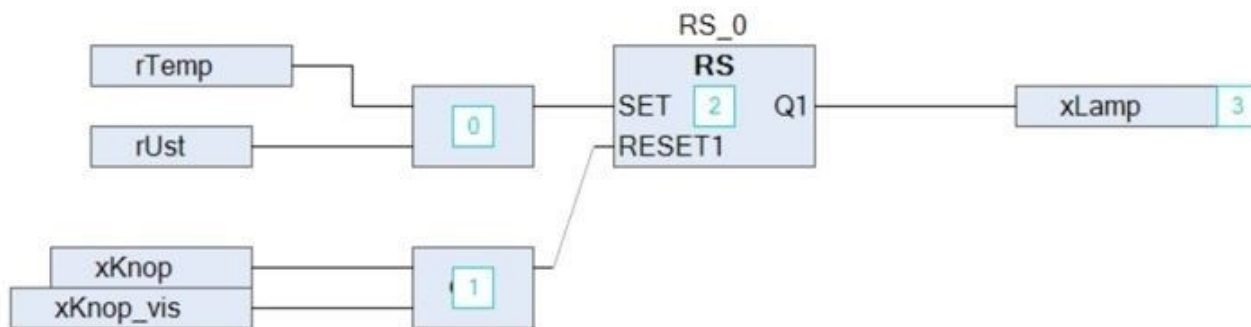 RS_0
rTemp
RS
SET
2
Q1
xLamp
3
0
rUst
RESET1
xKnop
1
xKnop_vis